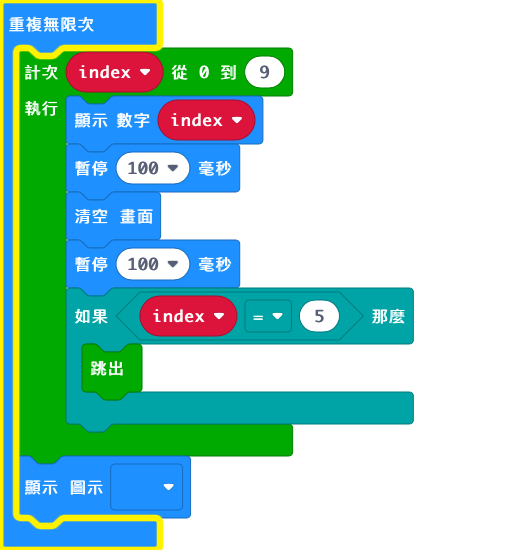 重複無限次
計次 index 從 0 到 9
執行
顯示 數字 index
暫停 100 毫秒
清空 畫面
暫停 100 毫秒
如果 index = 5 那麼
跳出
顯示 圖示